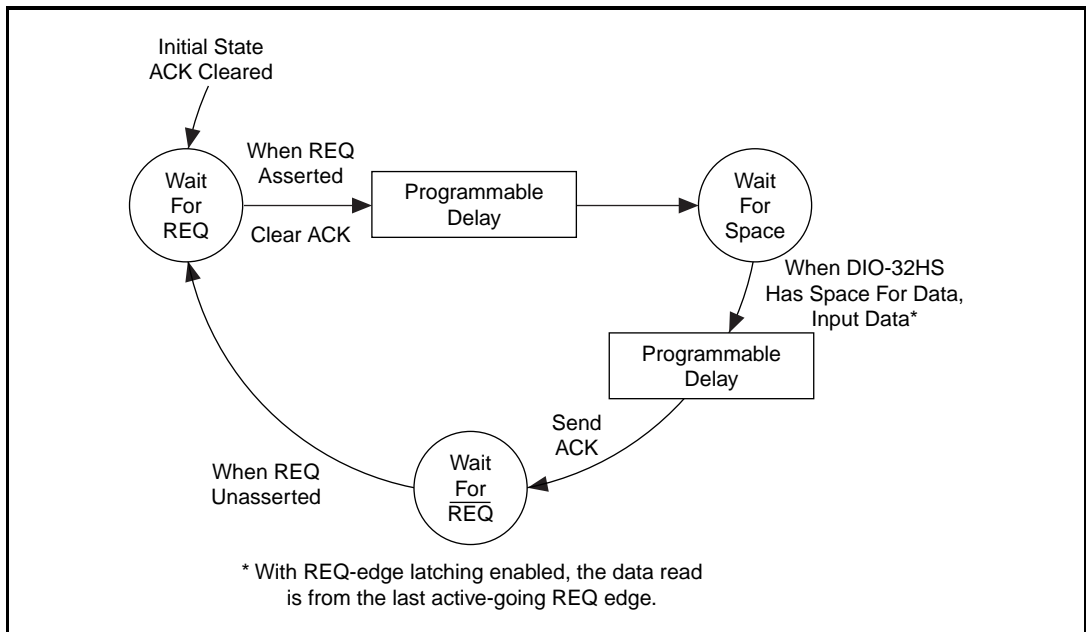 Initial State
ACK Cleared
Wait
For
REQ
When REQ
Asserted
Clear ACK
Programmable
Delay
Wait
For
Space
When DIO-32HS
Has Space For Data,
Input Data*
Programmable
Delay
Send
ACK
Wait
For
R̅E̅Q̅
When REQ
Unasserted
* With REQ-edge latching enabled, the data read
is from the last active-going REQ edge.